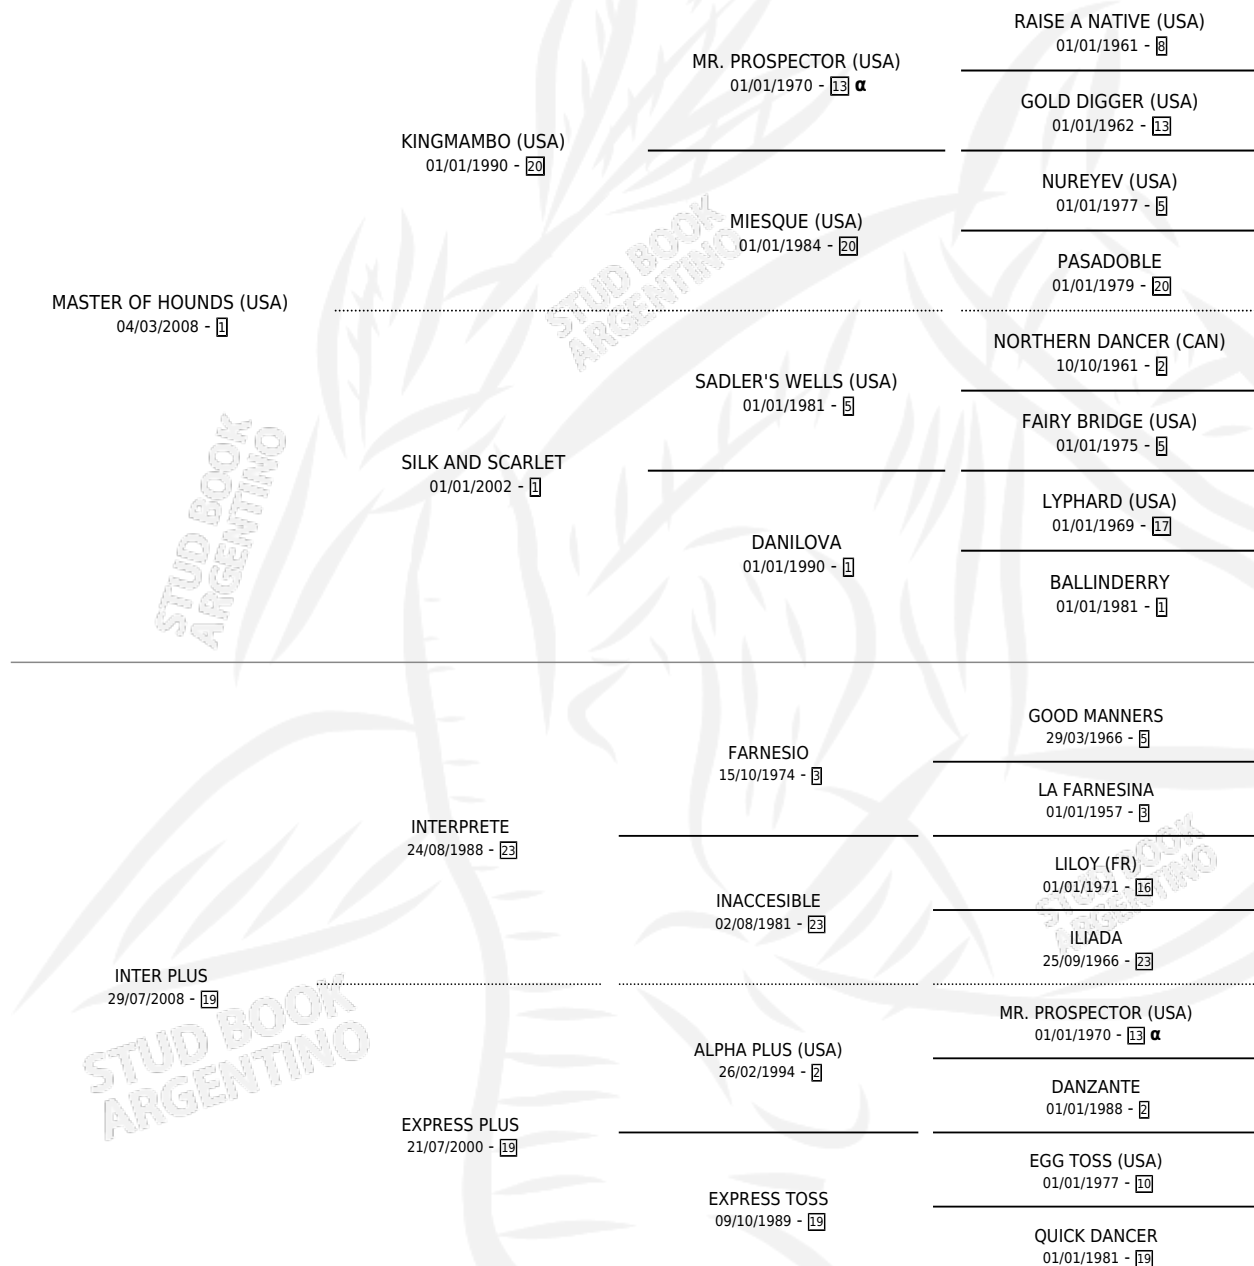 RAISE A NATIVE (USA)
01/01/1961 - 8
MR. PROSPECTOR (USA)
01/01/1970 - 13 α
GOLD DIGGER (USA)
01/01/1962 - 13
KINGMAMBO (USA)
01/01/1990 - 20
NUREYEV (USA)
01/01/1977 - 5
MIESQUE (USA)
01/01/1984 - 20
PASADOBLE
01/01/1979 - 20
MASTER OF HOUNDS (USA)
04/03/2008 - 1
NORTHERN DANCER (CAN)
10/10/1961 - 2
SADLER'S WELLS (USA)
01/01/1981 - 5
FAIRY BRIDGE (USA)
01/01/1975 - 5
SILK AND SCARLET
01/01/2002 - 1
LYPHARD (USA)
01/01/1969 - 17
DANILOVA
01/01/1990 - 1
BALLINDERRY
01/01/1981 - 1
GOOD MANNERS
29/03/1966 - 5
FARNESIO
15/10/1974 - 3
LA FARNESINA
01/01/1957 - 3
INTERPRETE
24/08/1988 - 23
LILOY (FR)
01/01/1971 - 16
INACCESIBLE
02/08/1981 - 23
ILIADA
25/09/1966 - 23
INTER PLUS
29/07/2008 - 19
MR. PROSPECTOR (USA)
01/01/1970 - 13 α
ALPHA PLUS (USA)
26/02/1994 - 2
DANZANTE
01/01/1988 - 2
EXPRESS PLUS
21/07/2000 - 19
EGG TOSS (USA)
01/01/1977 - 10
EXPRESS TOSS
09/10/1989 - 19
QUICK DANCER
01/01/1981 - 19
STUD BOOK
ARGENTINO
STUD BOOK
ARGENTINO
STUD BOOK
ARGENTINO
STUD BOOK
ARGENTINO